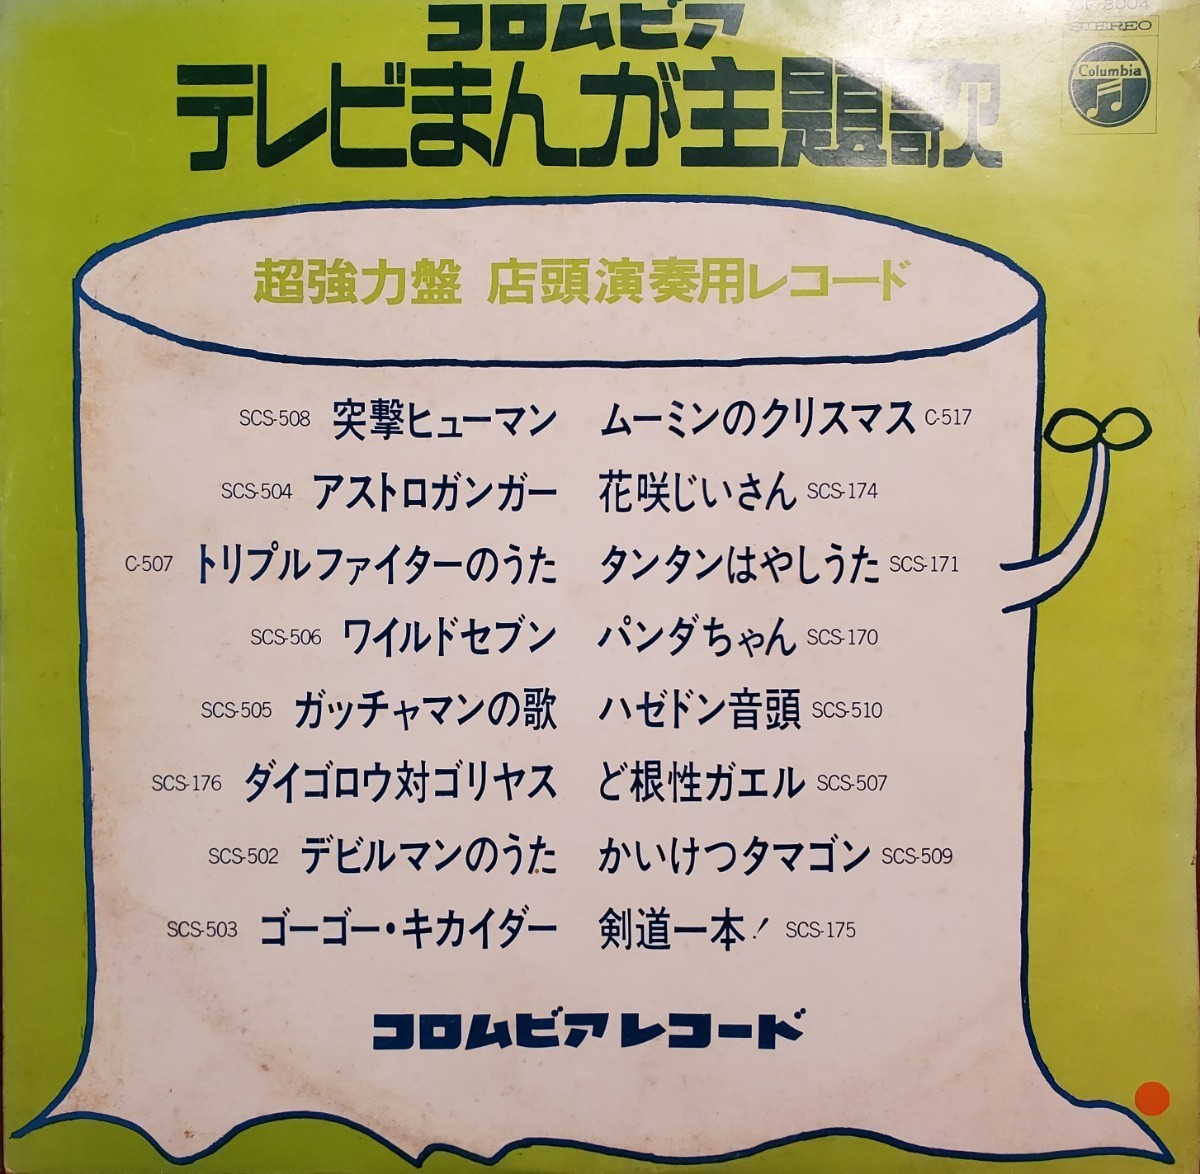 コロムビア
テレビまんが主題歌
STEREO
Columbia
超強力盤 店頭演奏用レコード
SCS-508 突撃ヒューマン
SCS-504 アストロガンガー
C-507 トリプルファイターのうた
SCS-506 ワイルドセブン
SCS-505 ガッチャマンの歌
SCS-176 ダイゴロウ対ゴリヤス
SCS-502 デビルマンのうた
SCS-503 ゴーゴー・キカイダー
ムーミンのクリスマス C-517
花咲じいさん SCS-174
タンタンはやしうた SCS-171
パンダちゃん SCS-170
ハゼドン音頭 SCS-510
ど根性ガエル SCS-507
かいけつタマゴン SCS-509
剣道一本! SCS-175
コロムビアレコード